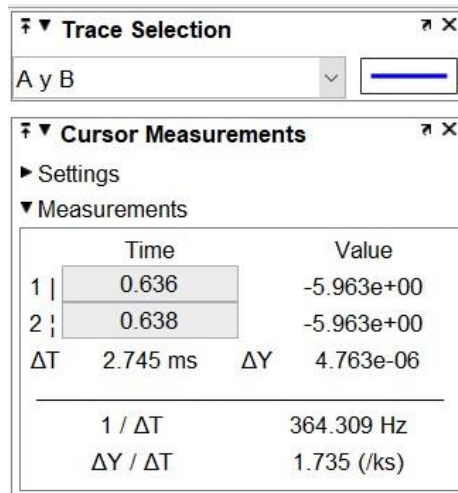 Trace Selection
A y B
Cursor Measurements
Settings
Measurements
Time Value
1 | 0.636 -5.963e+00
2 ¦ 0.638 -5.963e+00
ΔT 2.745 ms ΔY 4.763e-06
1 / ΔT 364.309 Hz
ΔY / ΔT 1.735 (/ks)